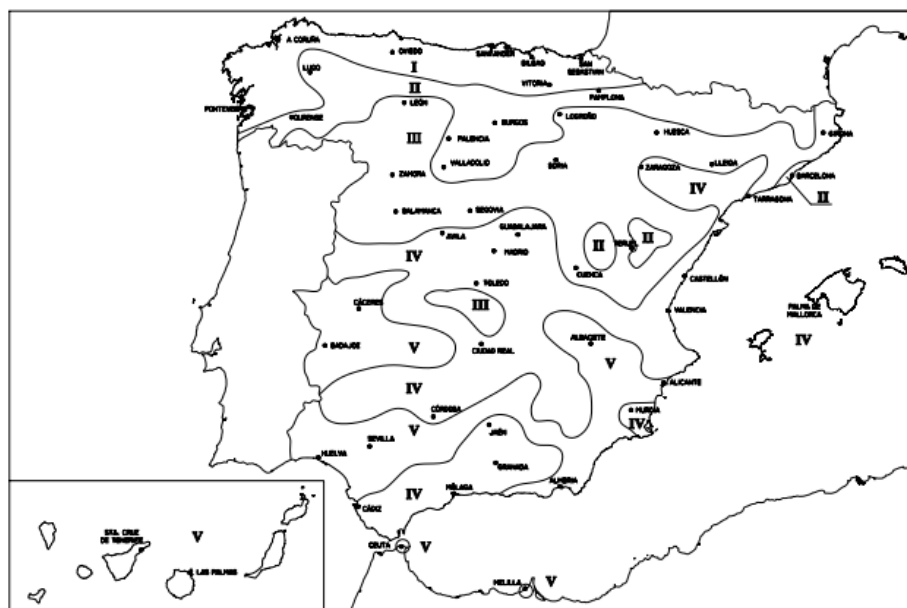 A CORUÑA
OVIEDO
SANTANDER
BILBAO
SAN
SEBASTIAN
I
LUGO
VITORIA
PAMPLONA
II
LEÓN
PONTEVEDRA
OURENSE
BURGOS
LOGROÑO
HUESCA
GIRONA
III
PALENCIA
VALLADOLID
SORIA
ZARAGOZA
LLEIDA
BARCELONA
ZAMORA
IV
TARRAGONA
II
SALAMANCA
SEGOVIA
AVILA
GUADALAJARA
II
II
TERUEL
IV
MADRID
CUENCA
CASTELLÓN
TOLEDO
CÁCERES
III
VALENCIA
PALMA DE
MALLORCA
IV
BADAJOZ
V
CIUDAD REAL
ALBACETE
V
IV
ALICANTE
CÓRDOBA
MURCIA
IV
V
JAÉN
SEVILLA
HUELVA
GRANADA
IV
MÁLAGA
ALMERIA
CÁDIZ
CEUTA
V
MELILLA
V
STA. CRUZ
DE TENERIFE
V
LAS PALMAS